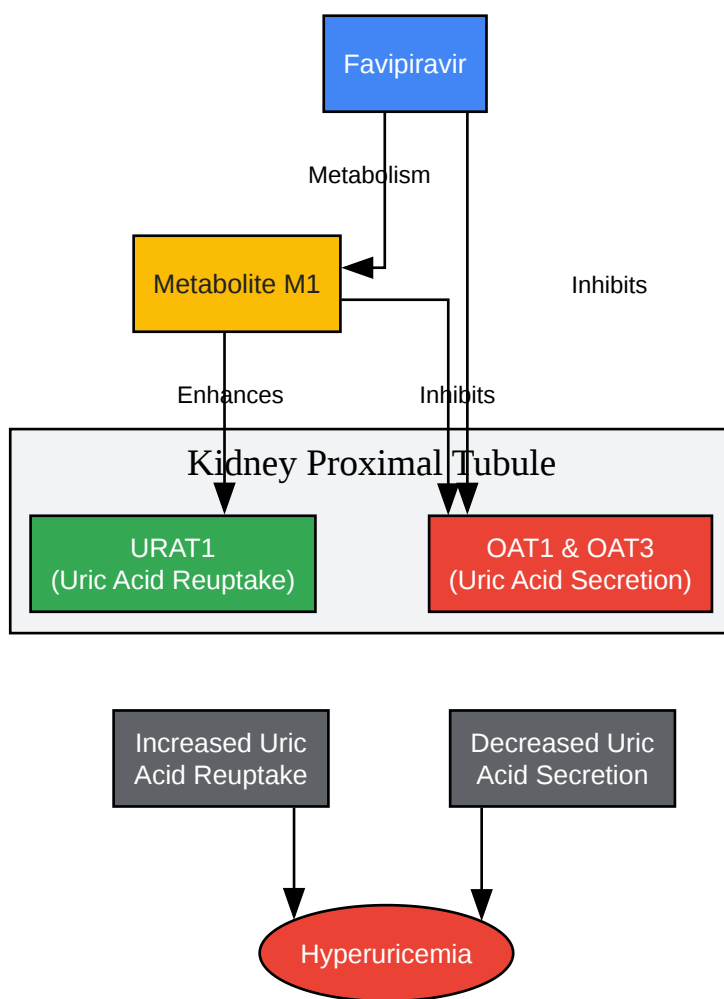 Favipiravir
Metabolism
Metabolite M1
Inhibits
Enhances
Inhibits
Kidney Proximal Tubule
URAT1
(Uric Acid Reuptake)
OAT1 & OAT3
(Uric Acid Secretion)
Increased Uric
Acid Reuptake
Decreased Uric
Acid Secretion
Hyperuricemia